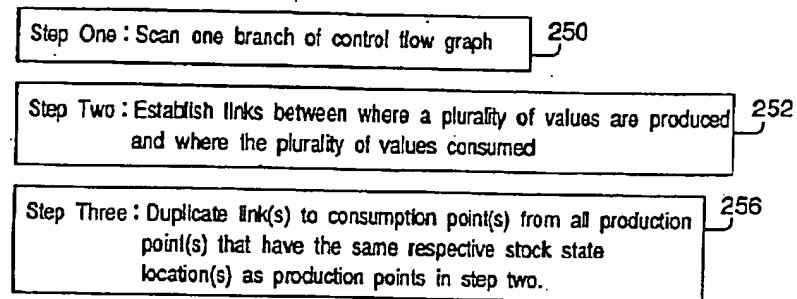 Step One : Scan one branch of control flow graph
250
Step Two : Establish links between where a plurality of values are produced
and where the plurality of values consumed
252
Step Three : Duplicate link(s) to consumption point(s) from all production
point(s) that have the same respective stock state
location(s) as production points in step two.
256